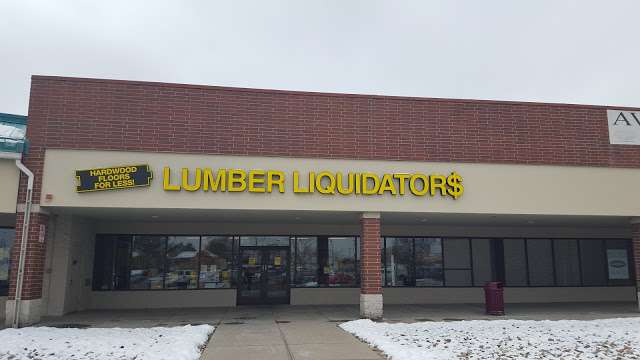 HARDWOOD
FLOORS
FOR LESS!
LUMBER LIQUIDATOR$